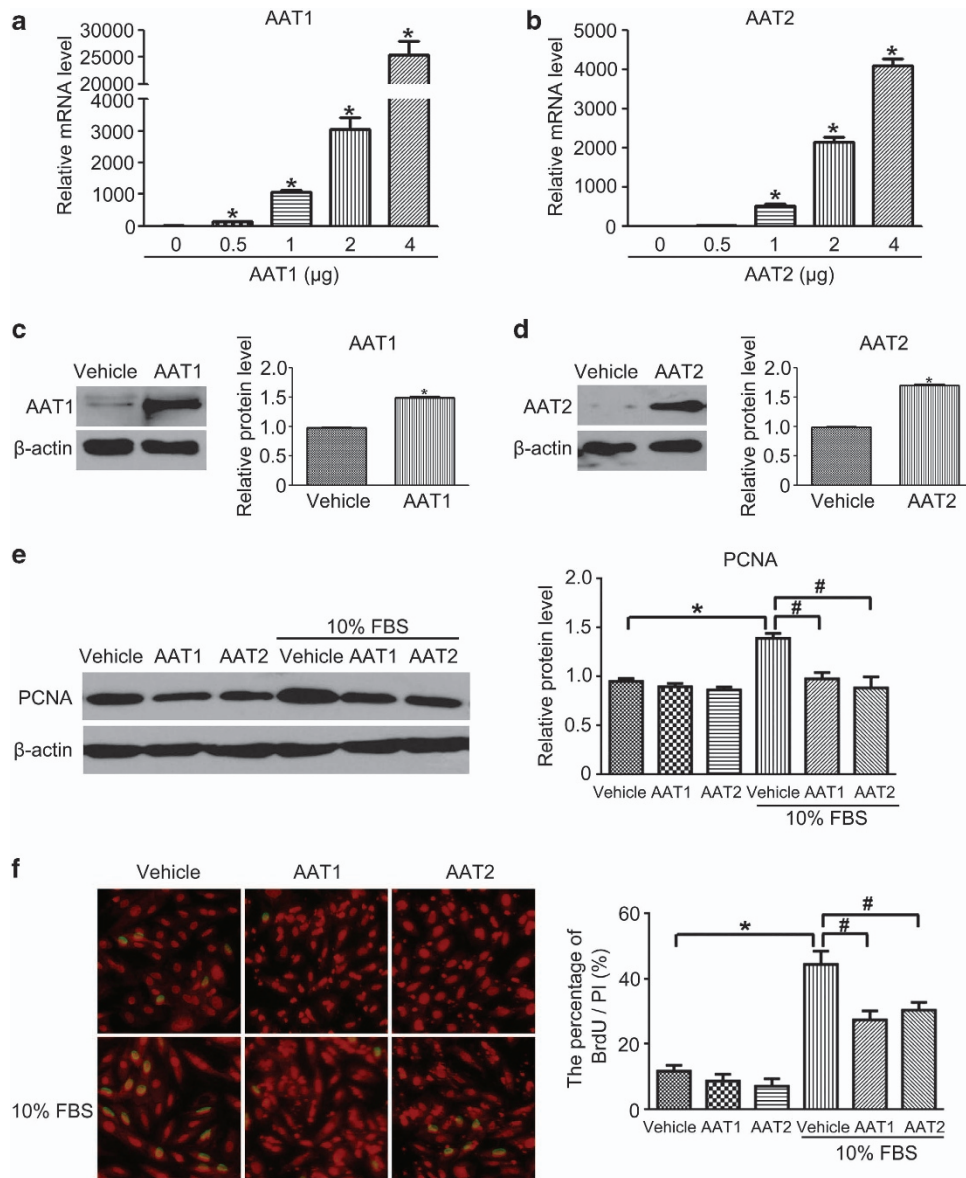 a
AAT1
Relative mRNA level
30000
25000
20000
4000
3000
2000
1000
0
*
*
*
*
0 0.5 1 2 4
AAT1 (µg)
b
AAT2
Relative mRNA level
5000
4000
3000
2000
1000
0
*
*
*
0 0.5 1 2 4
AAT2 (µg)
c
Vehicle AAT1
AAT1
β-actin
AAT1
Relative protein level
2.0
1.5
1.0
0.5
0
*
Vehicle AAT1
d
Vehicle AAT2
AAT2
β-actin
AAT2
Relative protein level
2.0
1.5
1.0
0.5
0
*
Vehicle AAT2
e
10% FBS
Vehicle AAT1 AAT2 Vehicle AAT1 AAT2
PCNA
β-actin
PCNA
Relative protein level
2.0
1.5
1.0
0.5
0
* # #
Vehicle AAT1 AAT2 Vehicle AAT1 AAT2
10% FBS
f
Vehicle AAT1 AAT2
10% FBS
The percentage of
BrdU / PI (%)
60
40
20
0
* # #
Vehicle AAT1 AAT2 Vehicle AAT1 AAT2
10% FBS